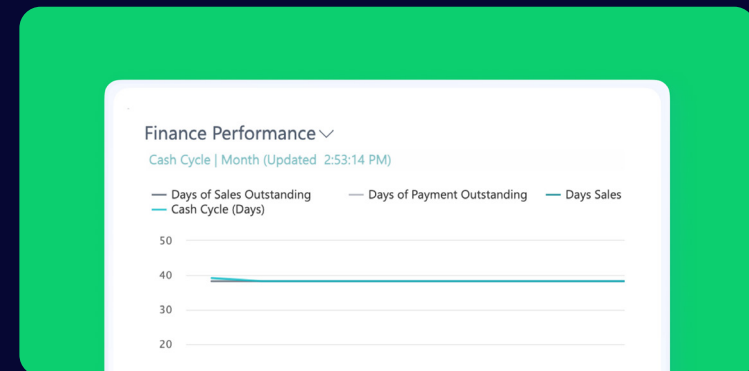 Finance Performance
Cash Cycle | Month (Updated 2:53:14 PM)
Days of Sales Outstanding Days of Payment Outstanding Days Sales
Cash Cycle (Days)
50
40
30
20